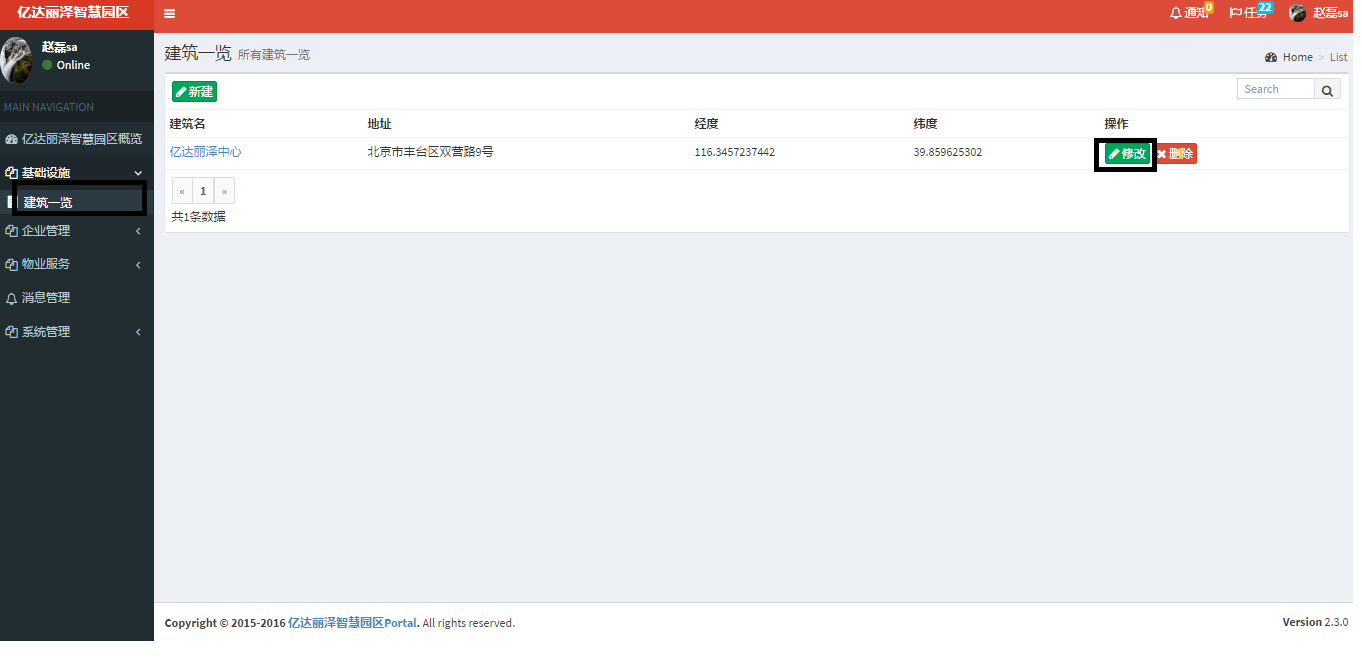 亿达丽泽智慧园区
通知 0
任务 22
赵磊sa
赵磊sa
Online
MAIN NAVIGATION
亿达丽泽智慧园区概览
基础设施
建筑一览
企业管理
物业服务
消息管理
系统管理
建筑一览 所有建筑一览
Home > List
新建
Search
建筑名 地址 经度 纬度 操作
亿达丽泽中心 北京市丰台区双营路9号 116.3457237442 39.859625302 修改 删除
« 1 »
共1条数据
Copyright © 2015-2016 亿达丽泽智慧园区Portal. All rights reserved.
Version 2.3.0